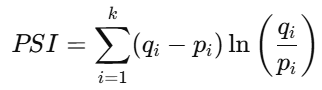 PSI = \sum_{i=1}^{k} (q_i - p_i) \ln \left( \frac{q_i}{p_i} \right)